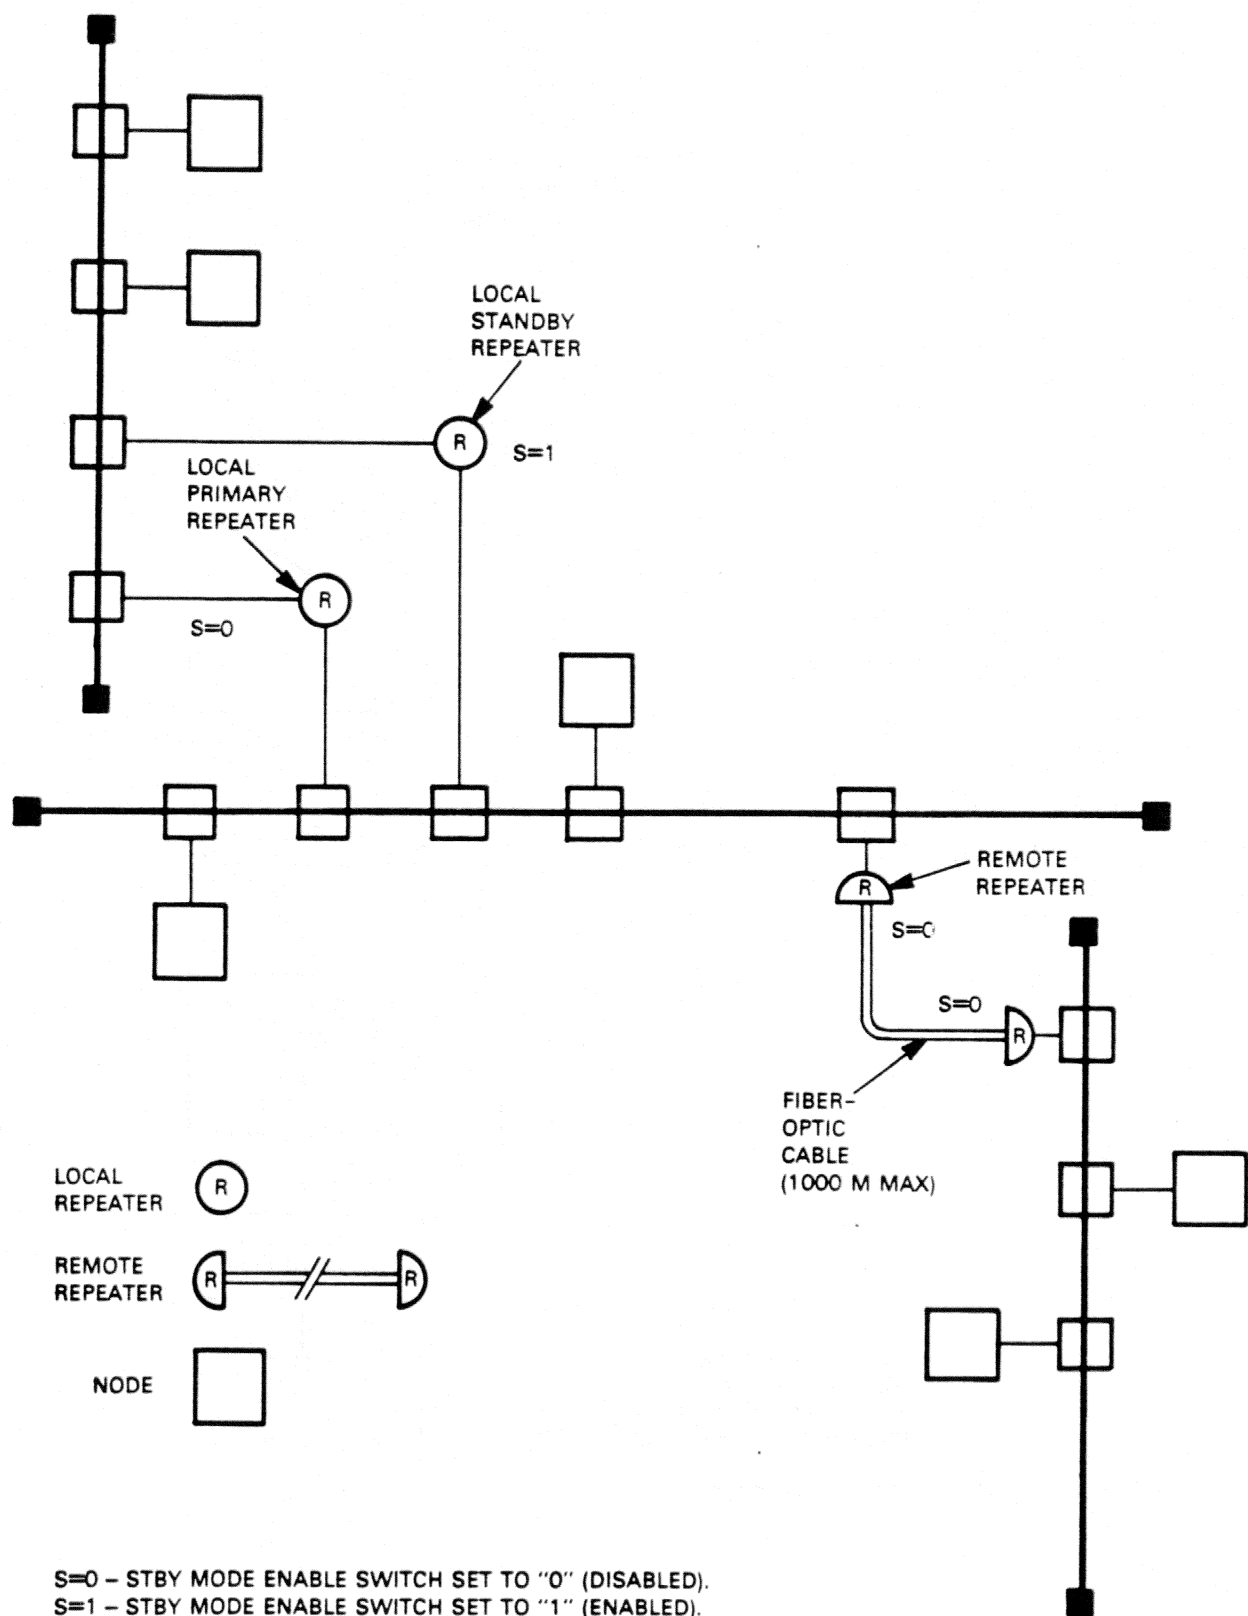 LOCAL
STANDBY
REPEATER
R
S=1
LOCAL
PRIMARY
REPEATER
R
S=0
REMOTE
REPEATER
R
S=0
S=0
R
FIBER-
OPTIC
CABLE
(1000 M MAX)
LOCAL
REPEATER
R
REMOTE
REPEATER
R
R
NODE
S=0 – STBY MODE ENABLE SWITCH SET TO "0" (DISABLED).
S=1 – STBY MODE ENABLE SWITCH SET TO "1" (ENABLED).